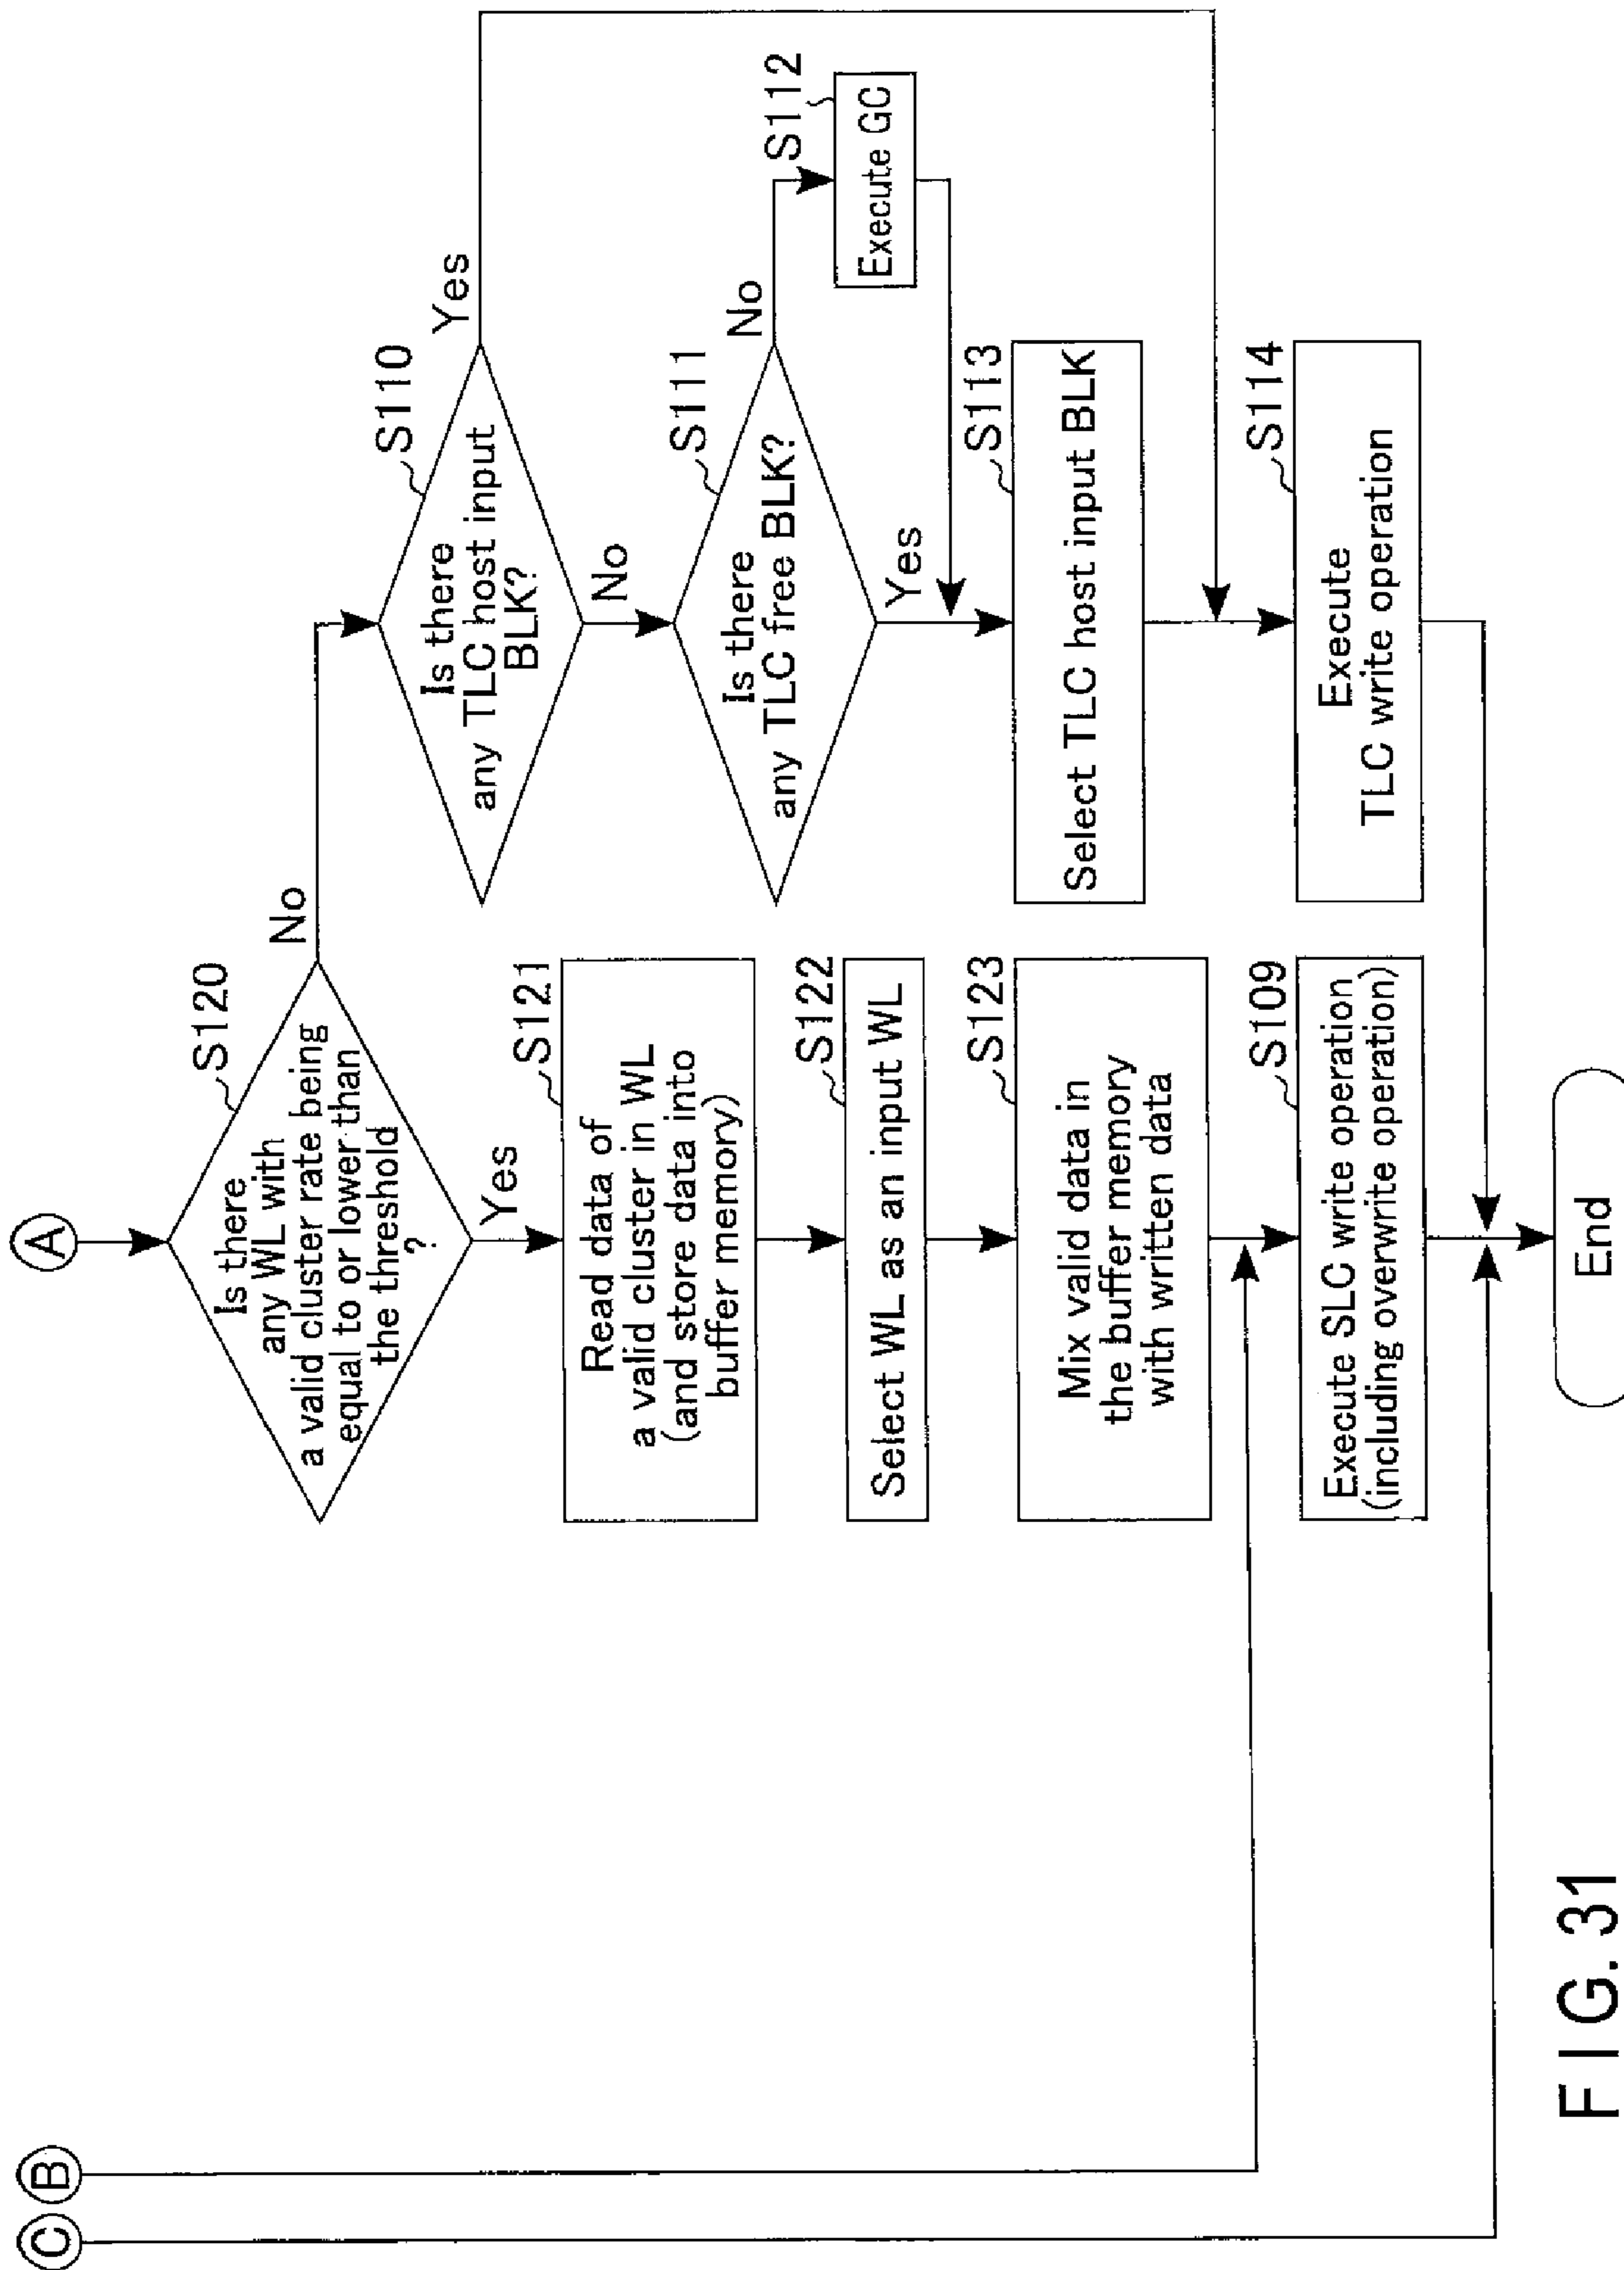 A
B
C
S120
Is there
any WL with
a valid cluster rate being
equal to or lower than
the threshold
?
No
Yes
S121
Read data of
a valid cluster in WL
(and store data into
buffer memory)
S122
Select WL as an input WL
S123
Mix valid data in
the buffer memory
with written data
S109
Execute SLC write operation
(including overwrite operation)
S110
Is there
any TLC host input
BLK?
Yes
No
S111
Is there
any TLC free BLK?
No
Yes
S112
Execute GC
S113
Select TLC host input BLK
S114
Execute
TLC write operation
End
FIG. 31